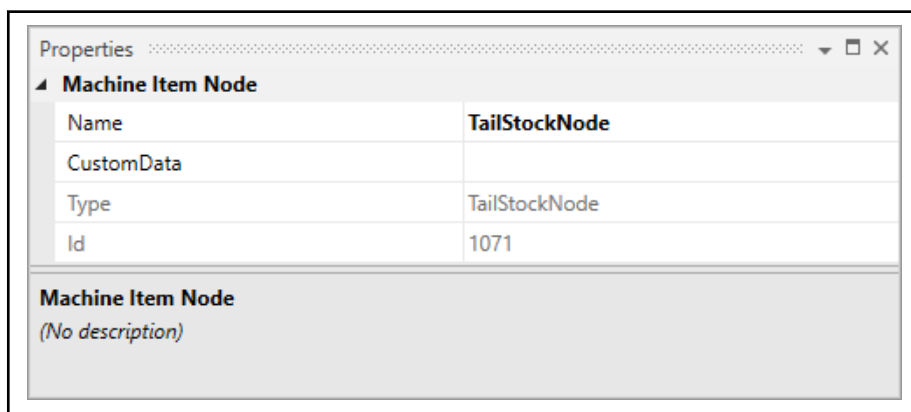 Properties
Machine Item Node
Name TailStockNode
CustomData
Type TailStockNode
Id 1071
Machine Item Node
(No description)